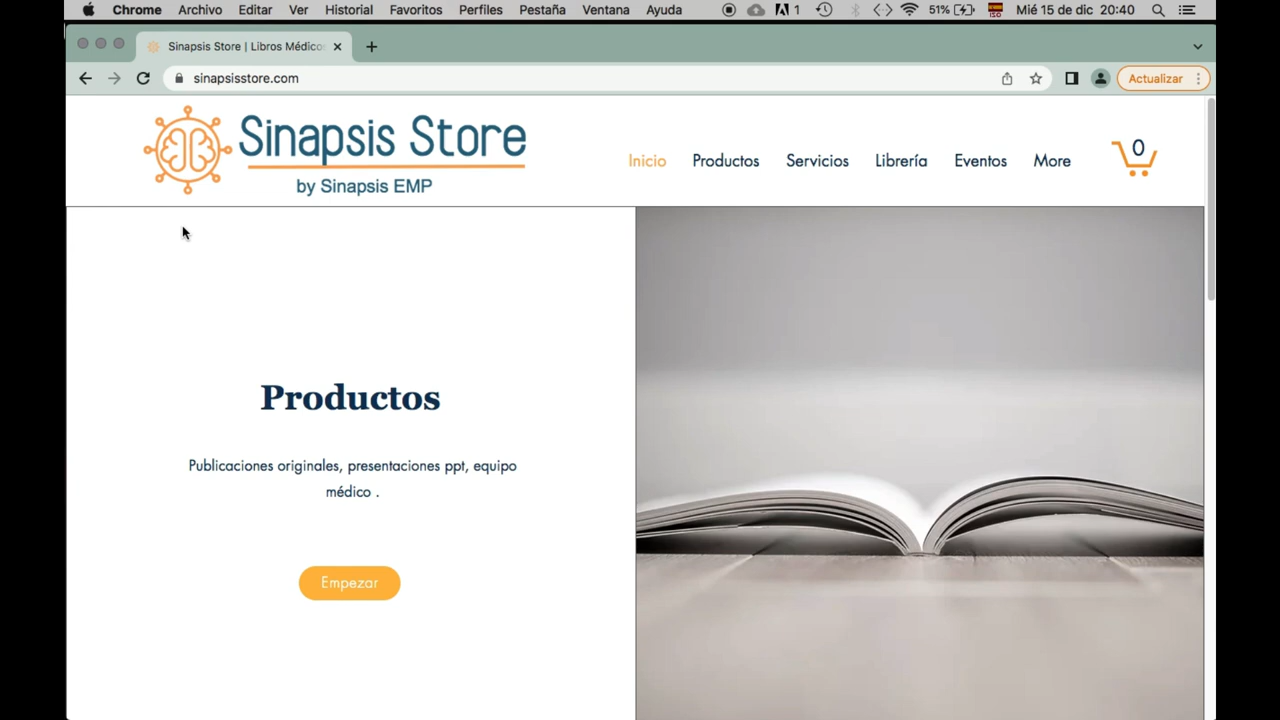 Chrome Archivo Editar Ver Historial Favoritos Perfiles Pestaña Ventana Ayuda 1 51% ISO Mié 15 de dic 20:40
Sinapsis Store | Libros Médico
sinapsisstore.com
Actualizar
Sinapsis Store
by Sinapsis EMP
Inicio Productos Servicios Librería Eventos More 0
Productos
Publicaciones originales, presentaciones ppt, equipo
médico .
Empezar